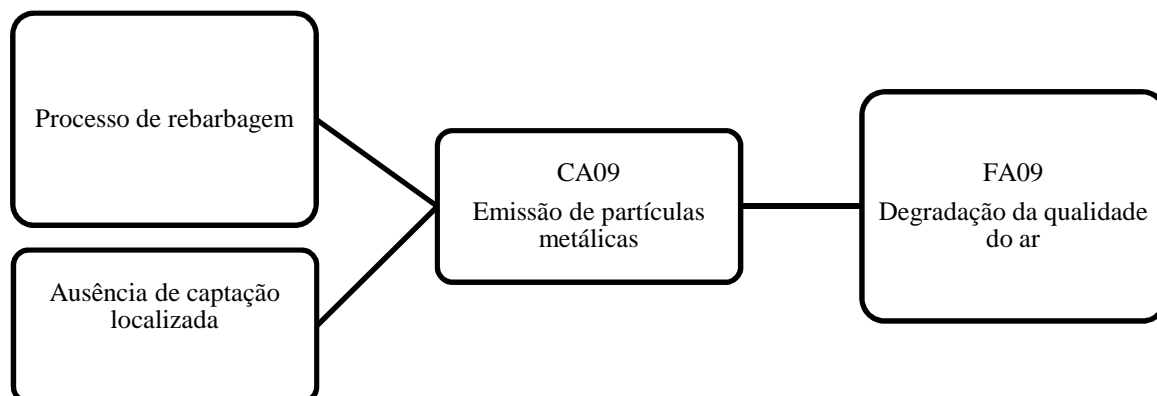 Processo de rebarbagem
Ausência de captação
localizada
CA09
Emissão de partículas
metálicas
FA09
Degradação da qualidade
do ar